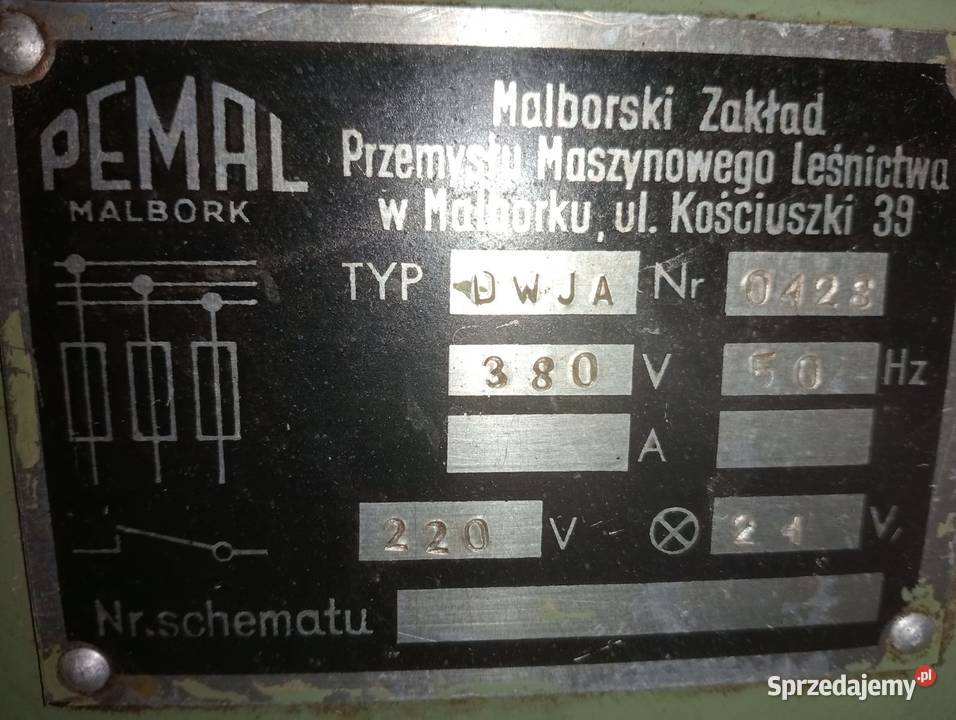 PEMAL
MALBORK
Malborski Zakład
Przemysłu Maszynowego Leśnictwa
w Malborku, ul. Kościuszki 39
TYP DWJA Nr 0423
380 V 50 Hz
A
220 V 24 V
Nr. schematu
Sprzedajemy.pl